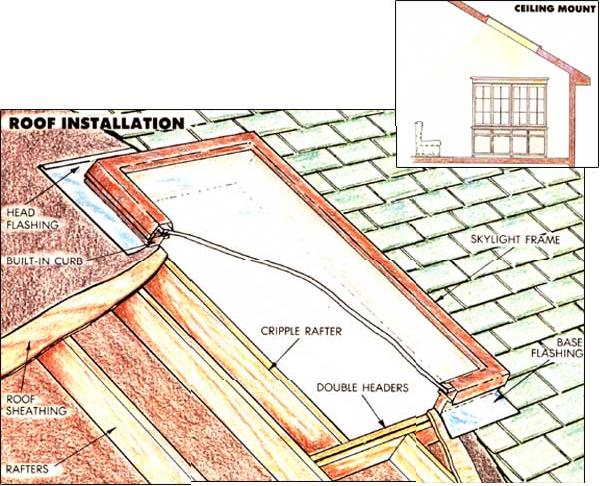 CEILING MOUNT
ROOF INSTALLATION
HEAD
FLASHING
BUILT-IN CURB
SKYLIGHT FRAME
CRIPPLE RAFTER
BASE
FLASHING
DOUBLE HEADERS
ROOF
SHEATHING
RAFTERS